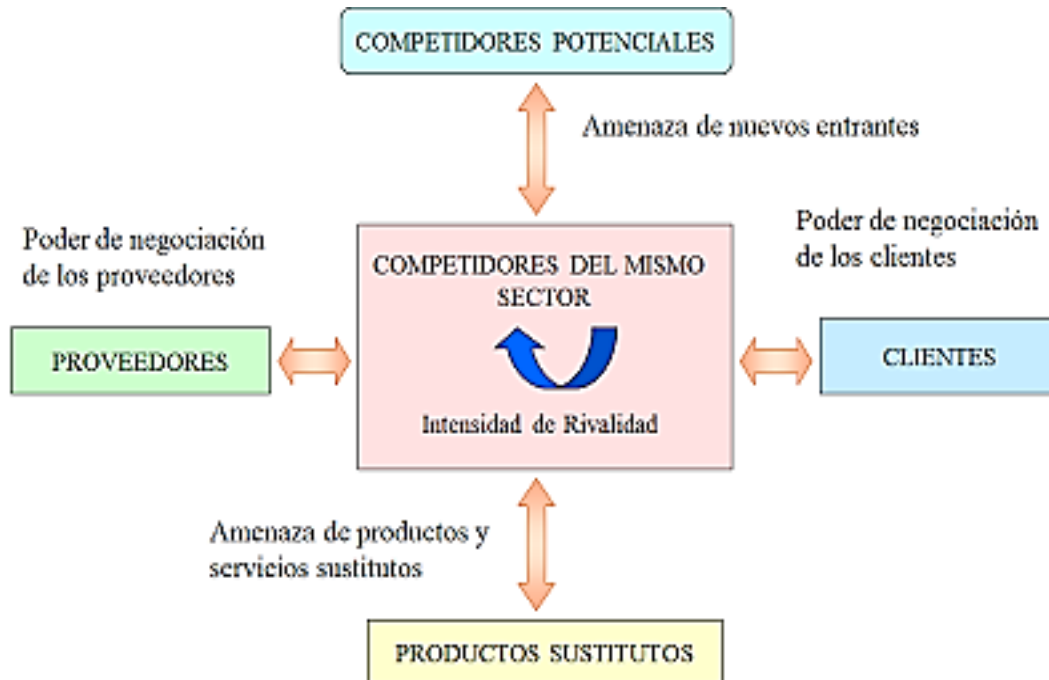 COMPETIDORES POTENCIALES
Amenaza de nuevos entrantes
Poder de negociación
de los proveedores
Poder de negociación
de los clientes
COMPETIDORES DEL MISMO
SECTOR
PROVEEDORES
CLIENTES
Intensidad de Rivalidad
Amenaza de productos y
servicios sustitutos
PRODUCTOS SUSTITUTOS